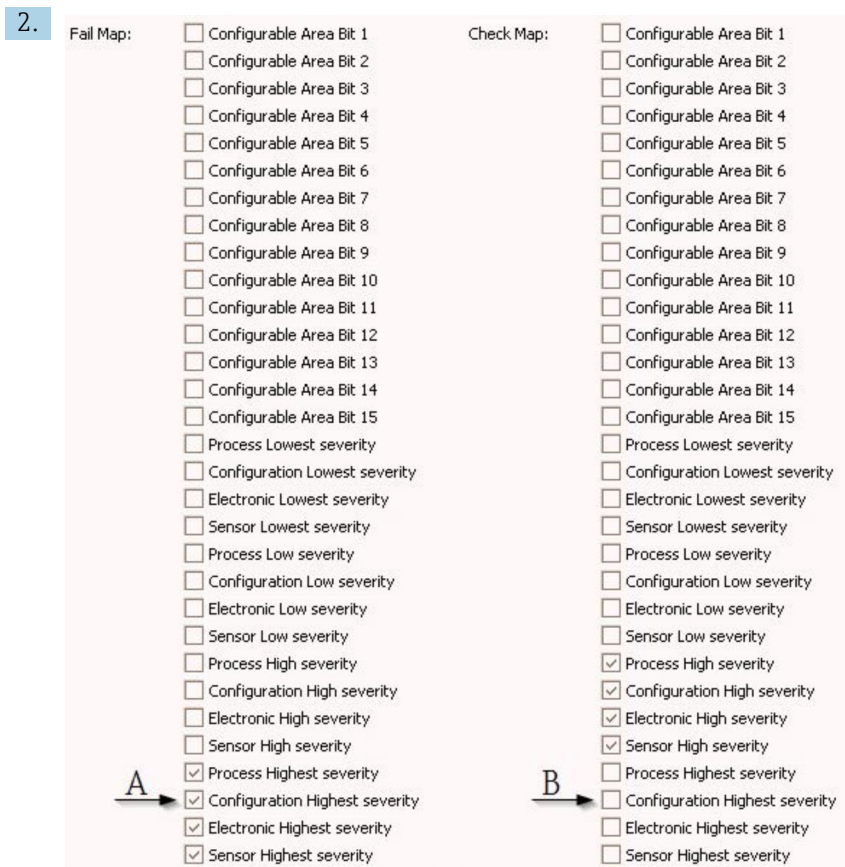 2.
Fail Map: Configurable Area Bit 1 Check Map: Configurable Area Bit 1
Configurable Area Bit 2 Configurable Area Bit 2
Configurable Area Bit 3 Configurable Area Bit 3
Configurable Area Bit 4 Configurable Area Bit 4
Configurable Area Bit 5 Configurable Area Bit 5
Configurable Area Bit 6 Configurable Area Bit 6
Configurable Area Bit 7 Configurable Area Bit 7
Configurable Area Bit 8 Configurable Area Bit 8
Configurable Area Bit 9 Configurable Area Bit 9
Configurable Area Bit 10 Configurable Area Bit 10
Configurable Area Bit 11 Configurable Area Bit 11
Configurable Area Bit 12 Configurable Area Bit 12
Configurable Area Bit 13 Configurable Area Bit 13
Configurable Area Bit 14 Configurable Area Bit 14
Configurable Area Bit 15 Configurable Area Bit 15
Process Lowest severity Process Lowest severity
Configuration Lowest severity Configuration Lowest severity
Electronic Lowest severity Electronic Lowest severity
Sensor Lowest severity Sensor Lowest severity
Process Low severity Process Low severity
Configuration Low severity Configuration Low severity
Electronic Low severity Electronic Low severity
Sensor Low severity Sensor Low severity
Process High severity Process High severity
Configuration High severity Configuration High severity
Electronic High severity Electronic High severity
Sensor High severity Sensor High severity
Process Highest severity Process Highest severity
A Configuration Highest severity B Configuration Highest severity
Electronic Highest severity Electronic Highest severity
Sensor Highest severity Sensor Highest severity